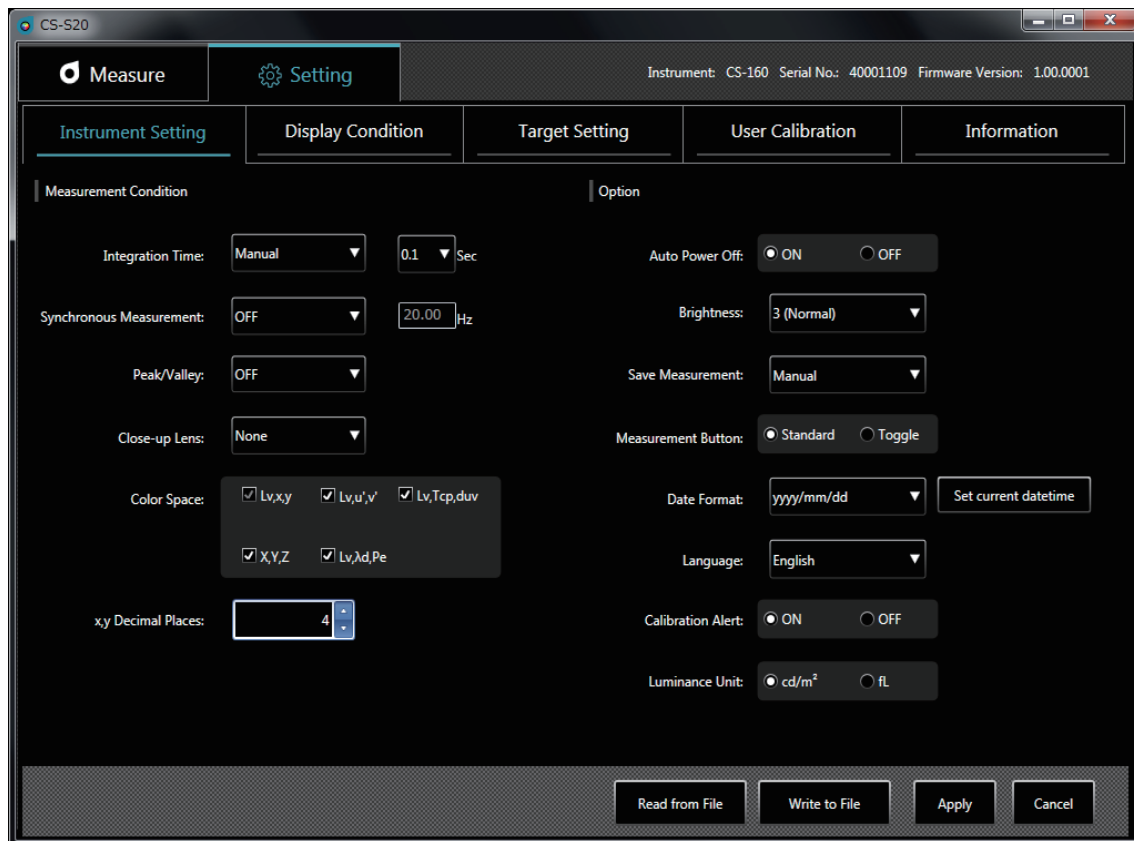 CS-S20
Measure
Setting
Instrument: CS-160 Serial No.: 40001109 Firmware Version: 1.00.0001
Instrument Setting
Display Condition
Target Setting
User Calibration
Information
Measurement Condition
Integration Time: Manual 0.1 Sec
Synchronous Measurement: OFF 20.00 Hz
Peak/Valley: OFF
Close-up Lens: None
Color Space: Lv,x,y Lv,u',v' Lv,Tcp,duv
X,Y,Z Lv,λd,Pe
x,y Decimal Places: 4
Option
Auto Power Off: ON OFF
Brightness: 3 (Normal)
Save Measurement: Manual
Measurement Button: Standard Toggle
Date Format: yyyy/mm/dd Set current datetime
Language: English
Calibration Alert: ON OFF
Luminance Unit: cd/m² fL
Read from File
Write to File
Apply
Cancel